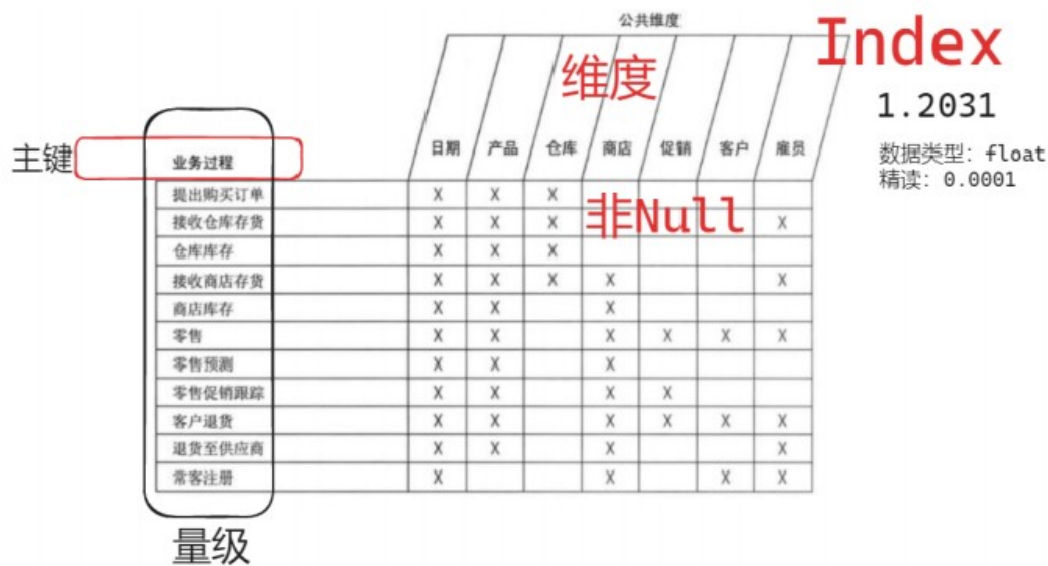 公共维度
Index
维度
1.2031
数据类型: float
精读: 0.0001
主键
业务过程 日期 产品 仓库 商店 促销 客户 雇员
提出购买订单 X X X
非Null
接收仓库存货 X X X X
仓库库存 X X X
接收商店存货 X X X X X
商店库存 X X X
零售 X X X X X X
零售预测 X X X
零售促销跟踪 X X X X
客户退货 X X X X X X
退货至供应商 X X X X
常客注册 X X X X
量级